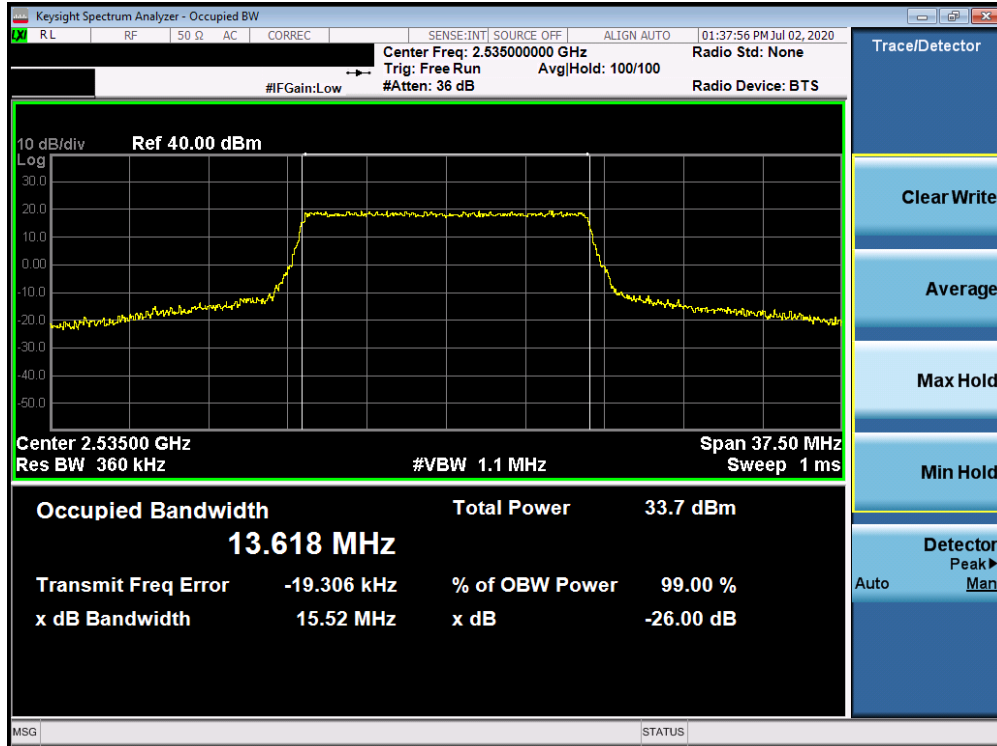 Keysight Spectrum Analyzer - Occupied BW
LXI RL RF 50 Ω AC CORREC SENSE:INT SOURCE OFF ALIGN AUTO 01:37:56 PM Jul 02, 2020
Center Freq: 2.535000000 GHz Radio Std: None
Trig: Free Run Avg|Hold: 100/100
#IFGain:Low #Atten: 36 dB Radio Device: BTS
Trace/Detector
10 dB/div Ref 40.00 dBm
Log
30.0
20.0
10.0
0.00
-10.0
-20.0
-30.0
-40.0
-50.0
Center 2.53500 GHz Span 37.50 MHz
Res BW 360 kHz #VBW 1.1 MHz Sweep 1 ms
Occupied Bandwidth Total Power 33.7 dBm
13.618 MHz
Transmit Freq Error -19.306 kHz % of OBW Power 99.00 %
x dB Bandwidth 15.52 MHz x dB -26.00 dB
Clear Write
Average
Max Hold
Min Hold
Detector
Peak▶
Auto Man
MSG STATUS